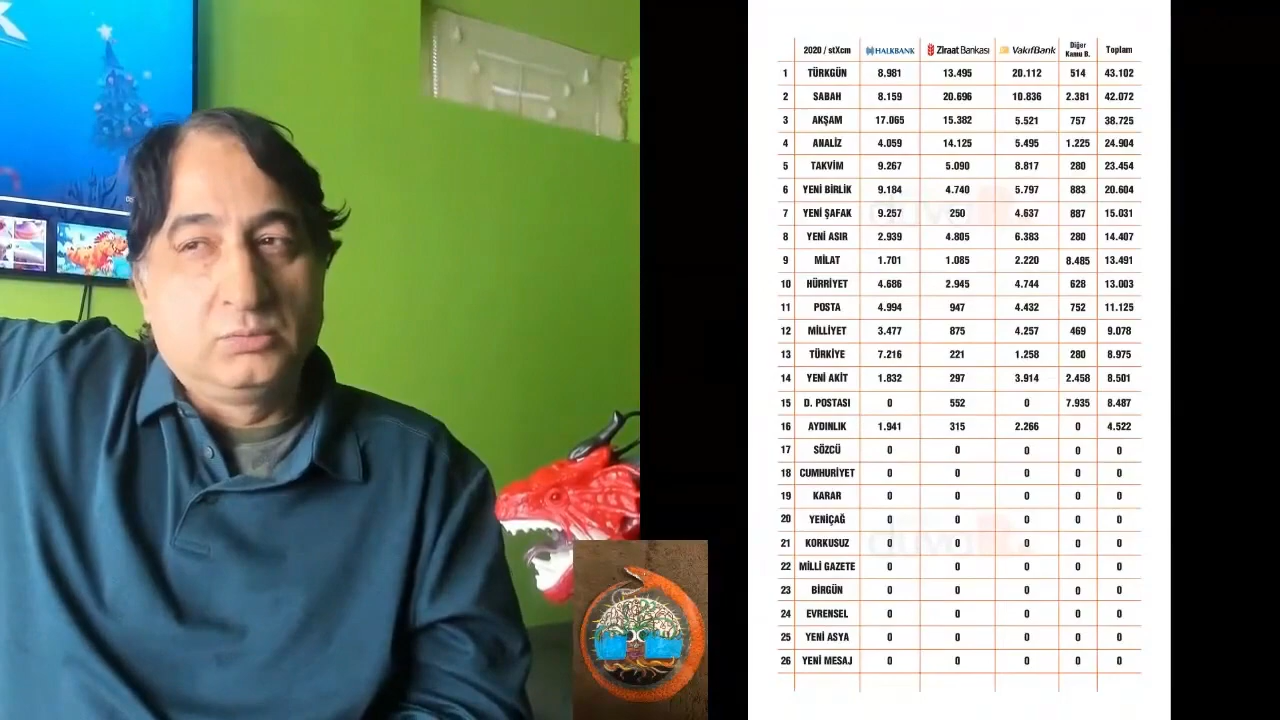 2020 / stXcm HALKBANK Ziraat Bankası VakıfBank Diğer Kamu B. Toplam
1 TÜRKGÜN 8.981 13.495 20.112 514 43.102
2 SABAH 8.159 20.696 10.836 2.381 42.072
3 AKŞAM 17.065 15.382 5.521 757 38.725
4 ANALİZ 4.059 14.125 5.495 1.225 24.904
5 TAKVİM 9.267 5.090 8.817 280 23.454
6 YENİ BİRLİK 9.184 4.740 5.797 883 20.604
7 YENİ ŞAFAK 9.257 250 4.637 887 15.031
8 YENİ ASIR 2.939 4.805 6.383 280 14.407
9 MİLAT 1.701 1.085 2.220 8.485 13.491
10 HÜRRİYET 4.686 2.945 4.744 628 13.003
11 POSTA 4.994 947 4.432 752 11.125
12 MİLLİYET 3.477 875 4.257 469 9.078
13 TÜRKİYE 7.216 221 1.258 280 8.975
14 YENİ AKİT 1.832 297 3.914 2.458 8.501
15 D. POSTASI 0 552 0 7.935 8.487
16 AYDINLIK 1.941 315 2.266 0 4.522
17 SÖZCÜ 0 0 0 0 0
18 CUMHURİYET 0 0 0 0 0
19 KARAR 0 0 0 0 0
20 YENİÇAĞ 0 0 0 0 0
21 KORKUSUZ 0 0 0 0 0
22 MİLLİ GAZETE 0 0 0 0 0
23 BİRGÜN 0 0 0 0 0
24 EVRENSEL 0 0 0 0 0
25 YENİ ASYA 0 0 0 0 0
26 YENİ MESAJ 0 0 0 0 0